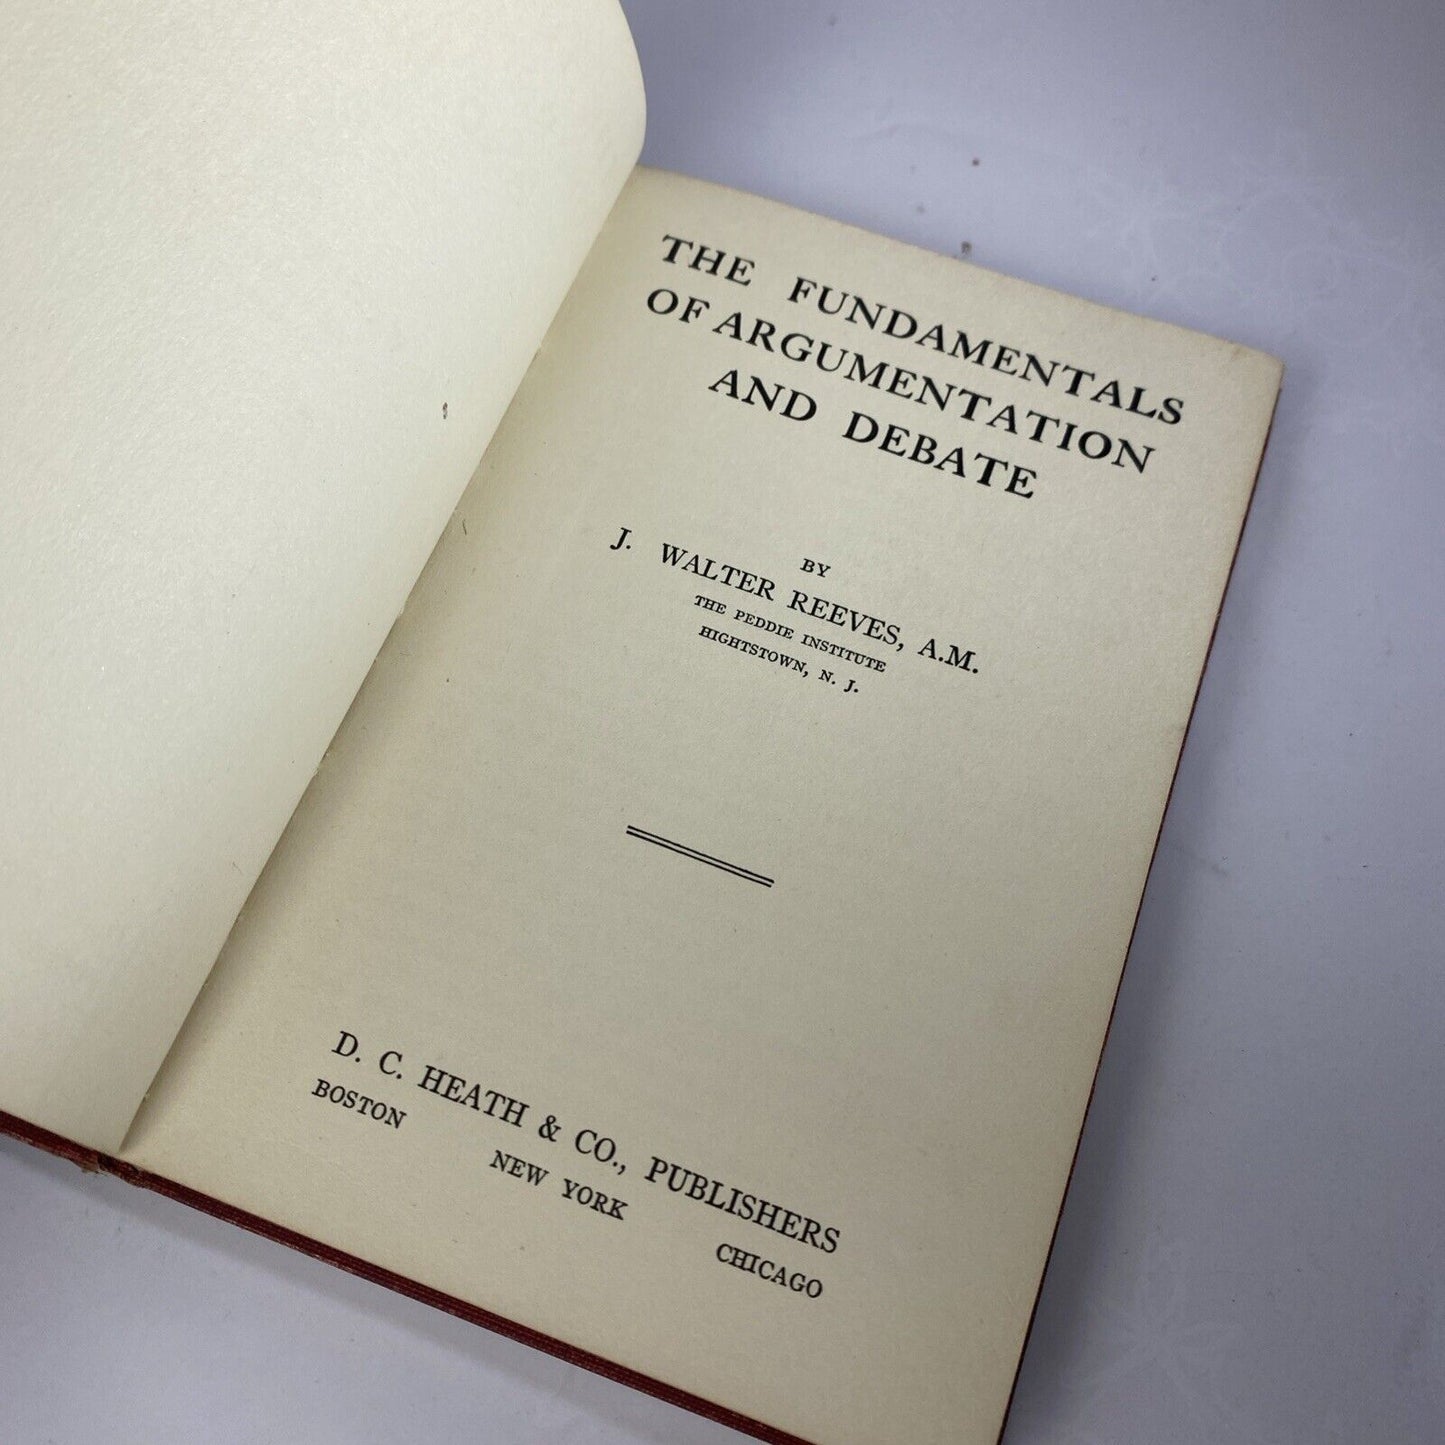 THE FUNDAMENTALS
OF ARGUMENTATION
AND DEBATE
BY
J. WALTER REEVES, A.M.
THE PEDDIE INSTITUTE
HIGHTSTOWN, N. J.
D. C. HEATH & CO., PUBLISHERS
BOSTON NEW YORK CHICAGO